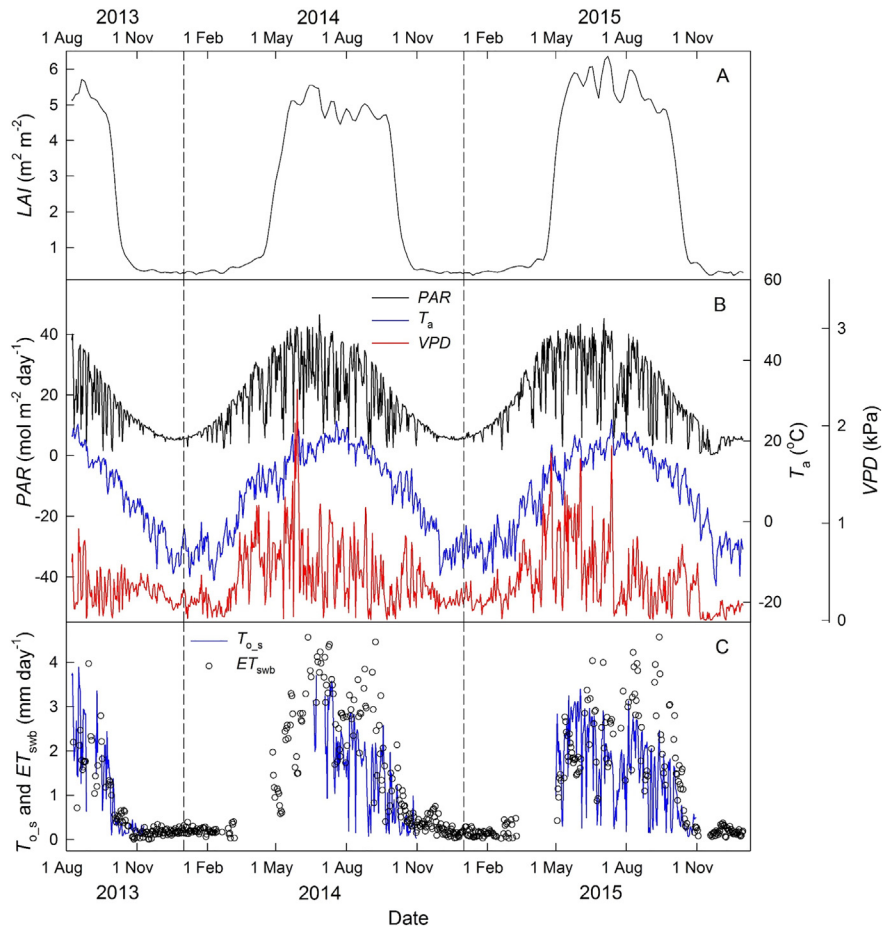 2013 2014 2015
1 Aug 1 Nov 1 Feb 1 May 1 Aug 1 Nov 1 Feb 1 May 1 Aug 1 Nov
A
6
5
4
3
2
1
LAI (m² m⁻²)
60
B
PAR
Tₐ
VPD
40
20
0
-20
-40
PAR (mol m⁻² day⁻¹)
40
20
0
-20
Tₐ (°C)
3
2
1
0
VPD (kPa)
C
T₀_ₛ
ETswb
4
3
2
1
0
T₀_ₛ and ETswb (mm day⁻¹)
1 Aug 1 Nov 1 Feb 1 May 1 Aug 1 Nov 1 Feb 1 May 1 Aug 1 Nov
2013 2014 2015
Date